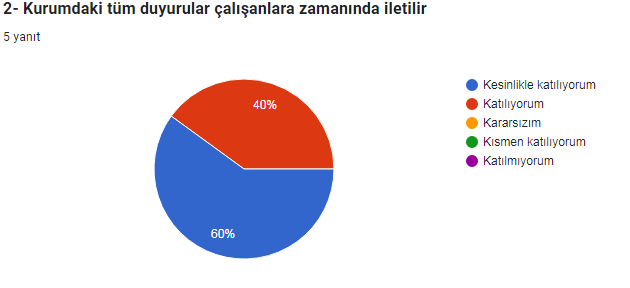 2- Kurumdaki tüm duyurular çalışanlara zamanında iletilir
5 yanıt
40%
60%
Kesinlikle katılıyorum
Katılıyorum
Kararsızım
Kısmen katılıyorum
Katılmıyorum